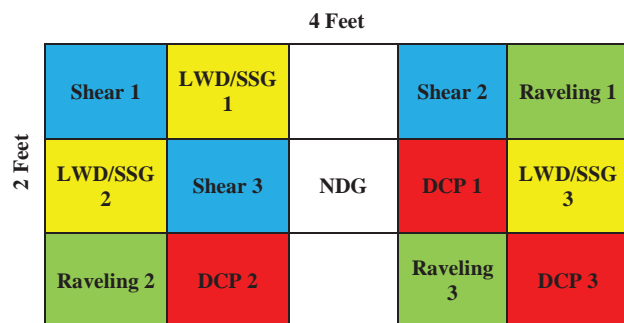 4 Feet
2 Feet
Shear 1
LWD/SSG
1
Shear 2
Raveling 1
LWD/SSG
2
Shear 3
NDG
DCP 1
LWD/SSG
3
Raveling 2
DCP 2
Raveling
3
DCP 3